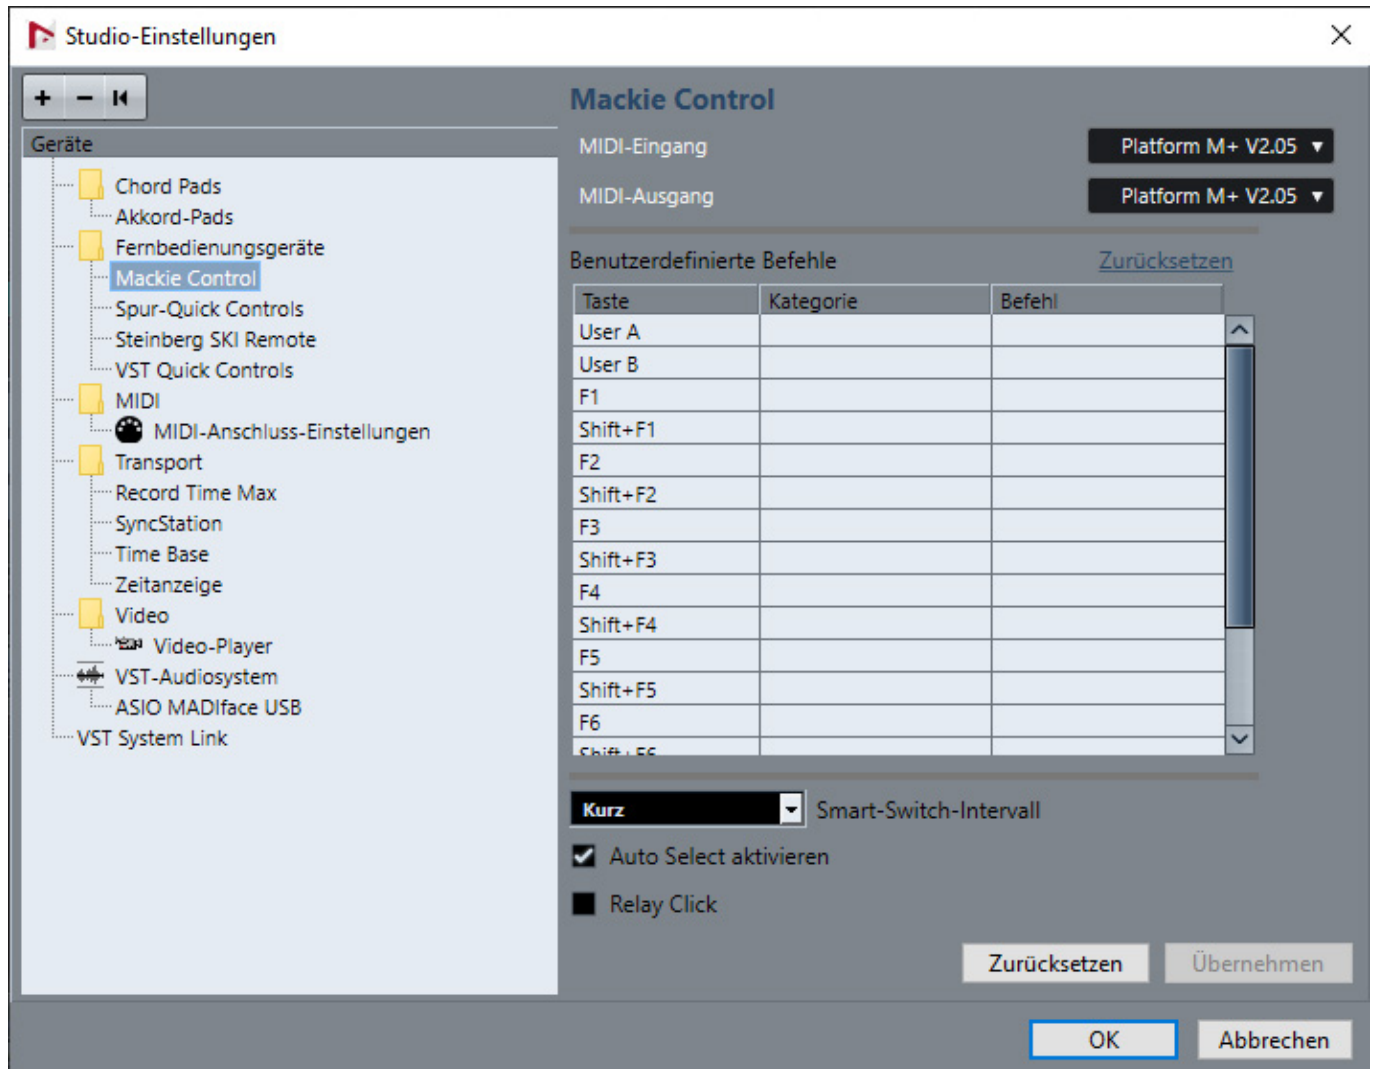 Studio-Einstellungen
Geräte
Chord Pads
Akkord-Pads
Fernbedienungsgeräte
Mackie Control
Spur-Quick Controls
Steinberg SKI Remote
VST Quick Controls
MIDI
MIDI-Anschluss-Einstellungen
Transport
Record Time Max
SyncStation
Time Base
Zeitanzeige
Video
Video-Player
VST-Audiosystem
ASIO MADIface USB
VST System Link
Mackie Control
MIDI-Eingang Platform M+ V2.05
MIDI-Ausgang Platform M+ V2.05
Benutzerdefinierte Befehle Zurücksetzen
Taste Kategorie Befehl
User A
User B
F1
Shift+F1
F2
Shift+F2
F3
Shift+F3
F4
Shift+F4
F5
Shift+F5
F6
Shift+F6
Kurz Smart-Switch-Intervall
Auto Select aktivieren
Relay Click
Zurücksetzen Übernehmen
OK Abbrechen